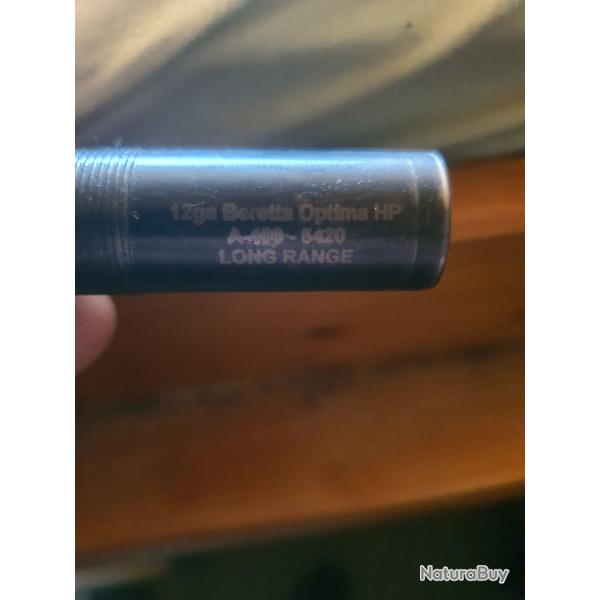 12ga Beretta Optima HP
A-400 - 5420
LONG RANGE
NaturaBuy